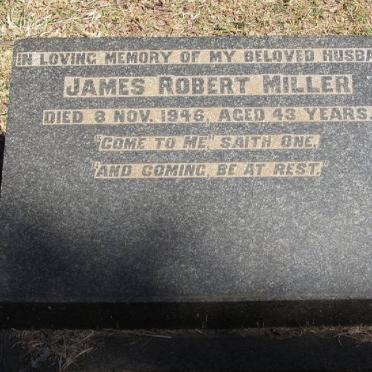 IN LOVING MEMORY OF MY BELOVED HUSBA
JAMES ROBERT MILLER
DIED 8 NOV. 1946, AGED 43 YEARS.
"COME TO ME," SAITH ONE,
"AND COMING, BE AT REST."